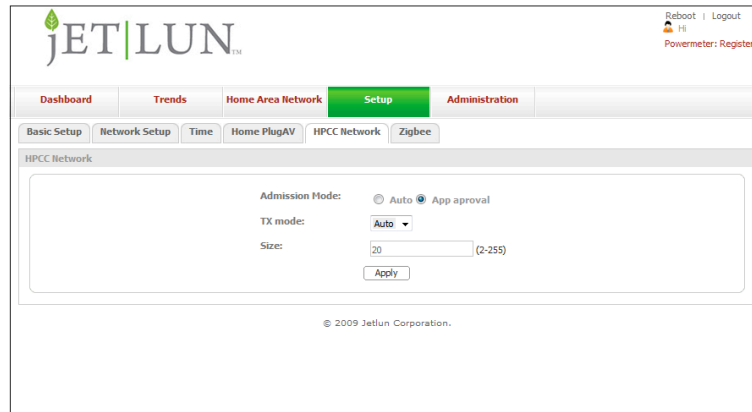 Reboot | Logout
Hi
Powermeter: Register
jET|LUN™
Dashboard Trends Home Area Network Setup Administration
Basic Setup Network Setup Time Home PlugAV HPCC Network Zigbee
HPCC Network
Admission Mode: Auto App aproval
TX mode: Auto
Size: 20 (2-255)
Apply
© 2009 Jetlun Corporation.